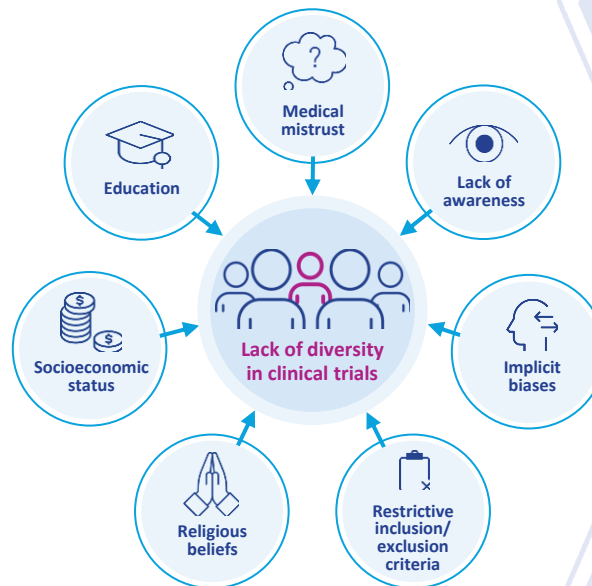 ?
Medical
mistrust
Education
Lack of
awareness
$
$
Socioeconomic
status
Lack of diversity
in clinical trials
Implicit
biases
Religious
beliefs
Restrictive
inclusion/
exclusion
criteria